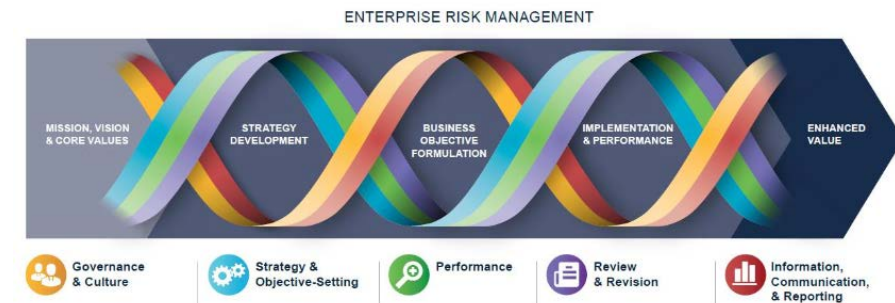 ENTERPRISE RISK MANAGEMENT
MISSION, VISION
& CORE VALUES
STRATEGY
DEVELOPMENT
BUSINESS
OBJECTIVE
FORMULATION
IMPLEMENTATION
& PERFORMANCE
ENHANCED
VALUE
Governance
& Culture
Strategy &
Objective-Setting
Performance
Review
& Revision
Information,
Communication,
& Reporting